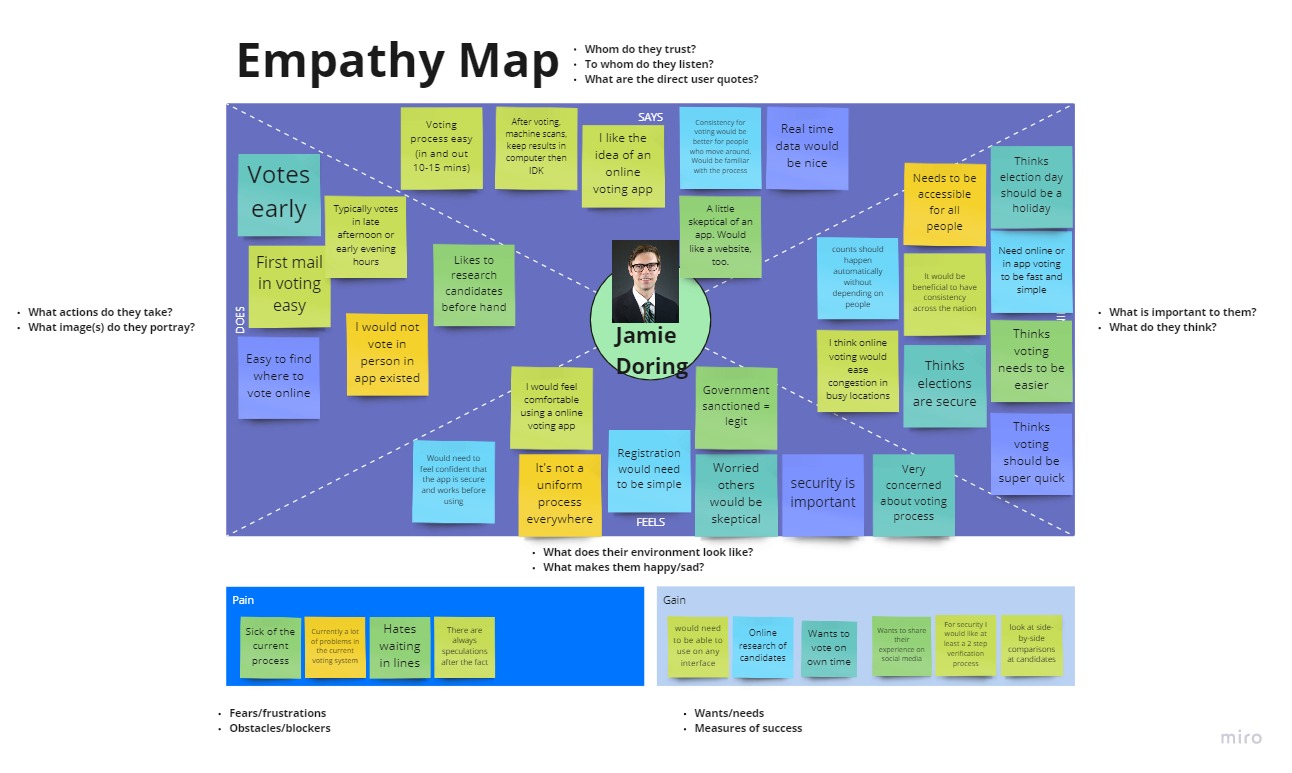 Empathy Map
• Whom do they trust?
• To whom do they listen?
• What are the direct user quotes?
SAYS
Voting
process easy
(in and out
10-15 mins)
After voting,
machine scans,
keep results in
computer then
IDK
I like the
idea of an
online
voting app
Consistency for
voting would be
better for people
who move around.
Would be familiar
with the process
Real time
data would
be nice
A little
skeptical of an
app. Would
like a website,
too.
DOES
Votes
early
Typically votes
in late
afternoon or
early evening
hours
First mail
in voting
easy
Likes to
research
candidates
before hand
I would not
vote in
person in
app existed
Easy to find
where to
vote online
• What actions do they take?
• What image(s) do they portray?
Jamie
Doring
Needs to be
accessible
for all
people
Thinks
election day
should be a
holiday
counts should
happen
automatically
without
depending on
people
It would be
beneficial to have
consistency
across the nation
Need online or
in app voting
to be fast and
simple
I think online
voting would
ease
congestion in
busy locations
Thinks
elections
are secure
Thinks
voting
needs to be
easier
Thinks
voting
should be
super quick
• What is important to them?
• What do they think?
I would feel
comfortable
using a online
voting app
Government
sanctioned =
legit
Would need to
feel confident that
the app is secure
and works before
using
It's not a
uniform
process
everywhere
Registration
would need
to be simple
Worried
others
would be
skeptical
security is
important
Very
concerned
about voting
process
FEELS
• What does their environment look like?
• What makes them happy/sad?
Pain
Sick of the
current
process
Currently a lot
of problems in
the current
voting system
Hates
waiting
in lines
There are
always
speculations
after the fact
Gain
would need
to be able to
use on any
interface
Online
research of
candidates
Wants to
vote on
own time
Wants to share
their
experience on
social media
For security I
would like at
least a 2 step
verification
process
look at side-
by-side
comparisons
at candidates
• Fears/frustrations
• Obstacles/blockers
• Wants/needs
• Measures of success
miro